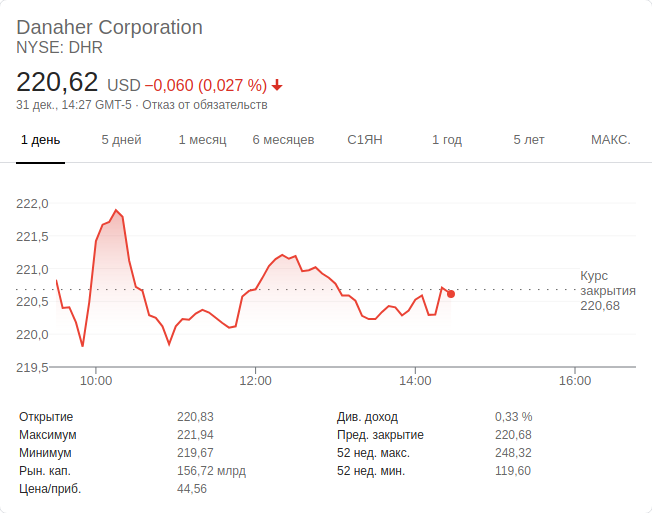 Danaher Corporation
NYSE: DHR
220,62 USD −0,060 (0,027 %)
31 дек., 14:27 GMT-5 · Отказ от обязательств
1 день 5 дней 1 месяц 6 месяцев С1ЯН 1 год 5 лет МАКС.
222,0
221,5
221,0
220,5
220,0
219,5
Курс
закрытия
220,68
10:00 12:00 14:00 16:00
Открытие 220,83 Див. доход 0,33 %
Максимум 221,94 Пред. закрытие 220,68
Минимум 219,67 52 нед. макс. 248,32
Рын. кап. 156,72 млрд 52 нед. мин. 119,60
Цена/приб. 44,56